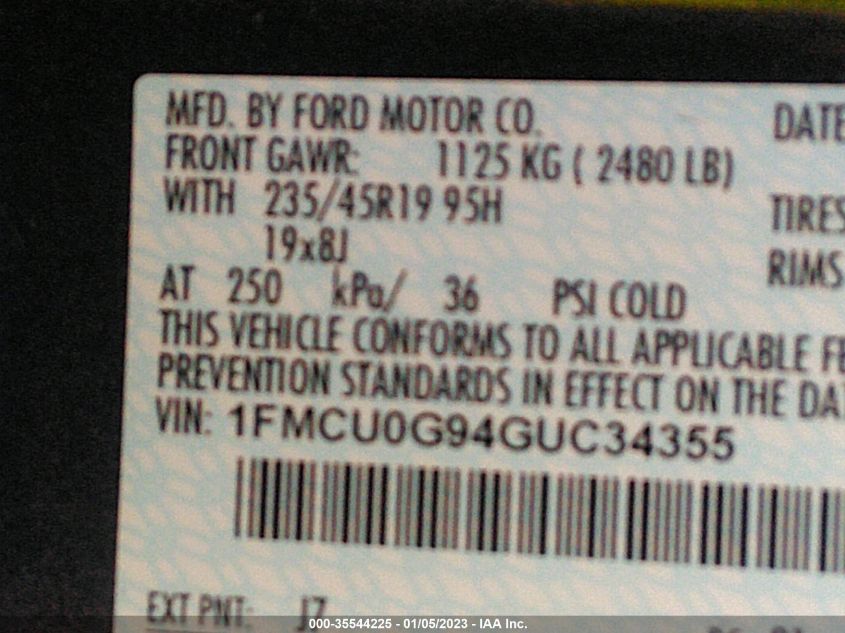 MFD. BY FORD MOTOR CO. DATE
FRONT GAWR: 1125 KG ( 2480 LB)
WITH 235/45R19 95H TIRES
19x8J RIMS
AT 250 kPa/ 36 PSI COLD
THIS VEHICLE CONFORMS TO ALL APPLICABLE FE
PREVENTION STANDARDS IN EFFECT ON THE DA
VIN: 1FMCU0G94GUC34355
EXT PNT: J7
000-35544225 - 01/05/2023 - IAA Inc.